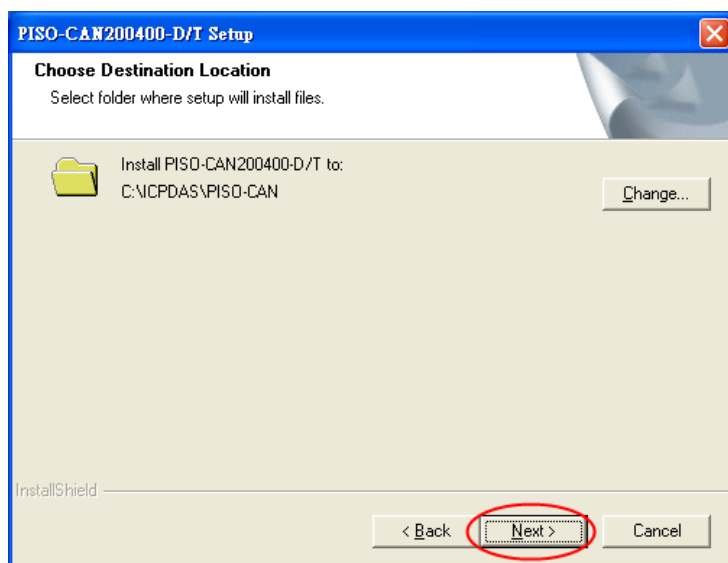 PISO-CAN200400-D/T Setup
Choose Destination Location
Select folder where setup will install files.
Install PISO-CAN200400-D/T to:
C:\ICPDAS\PISO-CAN
Change...
InstallShield
< Back
Next >
Cancel